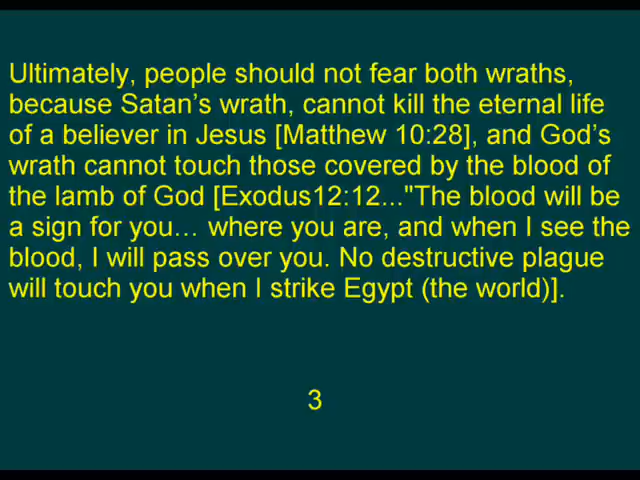 Ultimately, people should not fear both wraths,
because Satan’s wrath, cannot kill the eternal life
of a believer in Jesus [Matthew 10:28], and God’s
wrath cannot touch those covered by the blood of
the lamb of God [Exodus12:12..."The blood will be
a sign for you… where you are, and when I see the
blood, I will pass over you. No destructive plague
will touch you when I strike Egypt (the world)].
3